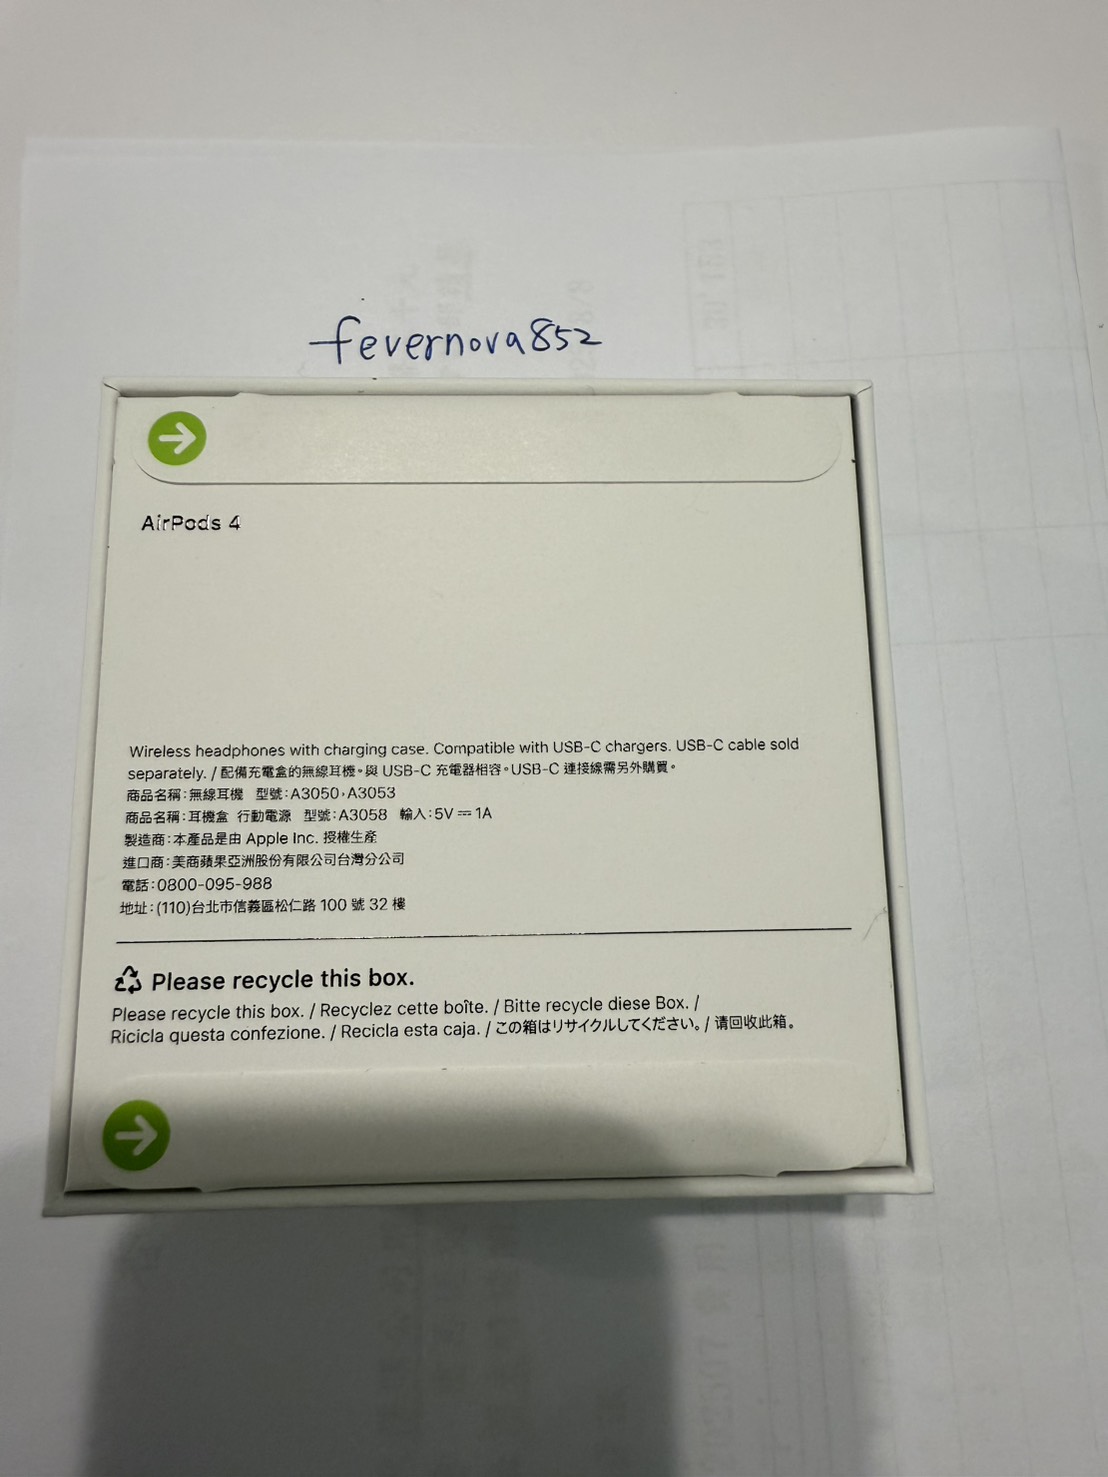 fevernova852
AirPods 4
Wireless headphones with charging case. Compatible with USB-C chargers. USB-C cable sold
separately. / 配備充電盒的無線耳機。與 USB-C 充電器相容。USB-C 連接線需另外購買。
商品名稱：無線耳機 型號：A3050，A3053
商品名稱：耳機盒 行動電源 型號：A3058 輸入：5V ⎓ 1A
製造商：本產品是由 Apple Inc. 授權生產
進口商：美商蘋果亞洲股份有限公司台灣分公司
電話：0800-095-988
地址：(110)台北市信義區松仁路 100 號 32 樓
Please recycle this box.
Please recycle this box. / Recyclez cette boîte. / Bitte recycle diese Box. /
Ricicla questa confezione. / Recicla esta caja. / この箱はリサイクルしてください。/ 请回收此箱。